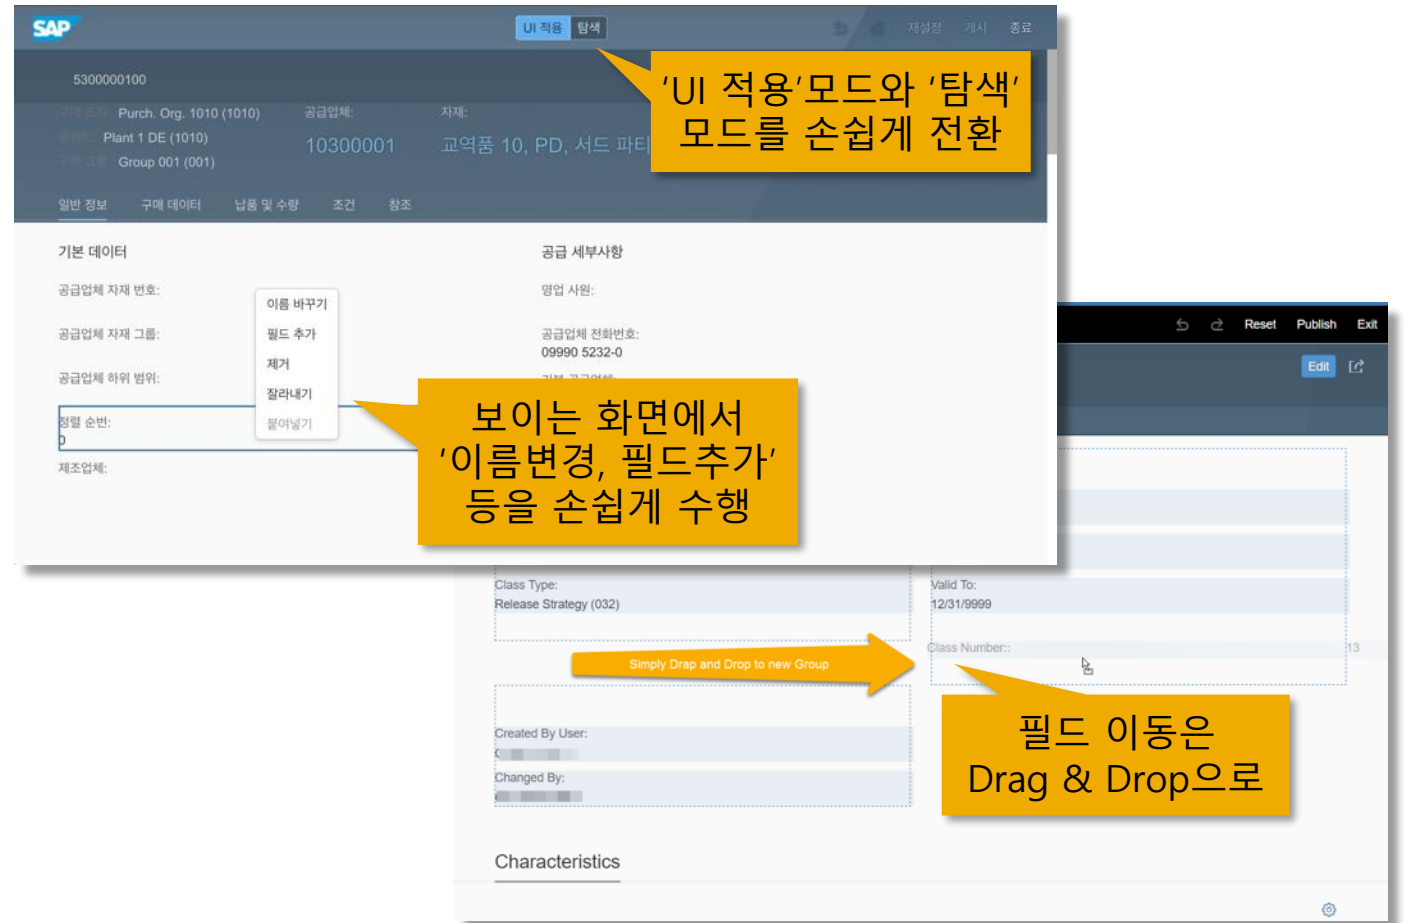 SAP
UI 적용 탐색
재설정 게시 종료
'UI 적용'모드와 '탐색'
모드를 손쉽게 전환
5300000100
Purch. Org. 1010 (1010)
공급업체:
자재:
Plant 1 DE (1010)
10300001
교역품 10, PD, 서드 파티
Group 001 (001)
일반 정보 구매 데이터 납품 및 수량 조건 참조
기본 데이터
공급 세부사항
공급업체 자재 번호:
영업 사원:
이름 바꾸기
공급업체 자재 그룹:
필드 추가
공급업체 전화번호:
09990 5232-0
제거
공급업체 하위 범위:
잘라내기
정렬 순번:
0
붙여넣기
제조업체:
보이는 화면에서
'이름변경, 필드추가'
등을 손쉽게 수행
Reset Publish Exit
Edit
Class Type:
Release Strategy (032)
Valid To:
12/31/9999
Class Number::
13
Simply Drap and Drop to new Group
필드 이동은
Drag & Drop으로
Created By User:
Changed By:
Characteristics